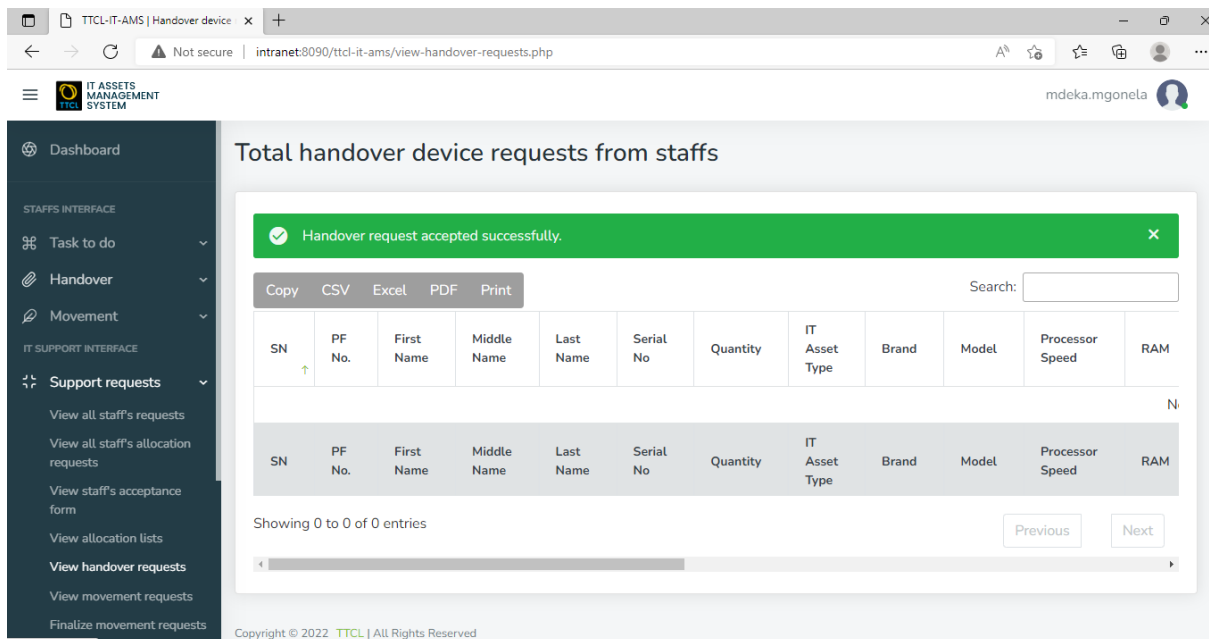 TTCL-IT-AMS | Handover device
Not secure | intranet:8090/ttcl-it-ams/view-handover-requests.php
TTCL
IT ASSETS
MANAGEMENT
SYSTEM
mdeka.mgonela
Dashboard
STAFFS INTERFACE
Task to do
Handover
Movement
IT SUPPORT INTERFACE
Support requests
View all staff's requests
View all staff's allocation
requests
View staff's acceptance
form
View allocation lists
View handover requests
View movement requests
Finalize movement requests
Total handover device requests from staffs
Handover request accepted successfully.
Copy CSV Excel PDF Print
Search:
SN PF No. First Name Middle Name Last Name Serial No Quantity IT Asset Type Brand Model Processor Speed RAM
SN PF No. First Name Middle Name Last Name Serial No Quantity IT Asset Type Brand Model Processor Speed RAM
Showing 0 to 0 of 0 entries
Previous Next
Copyright © 2022 TTCL | All Rights Reserved